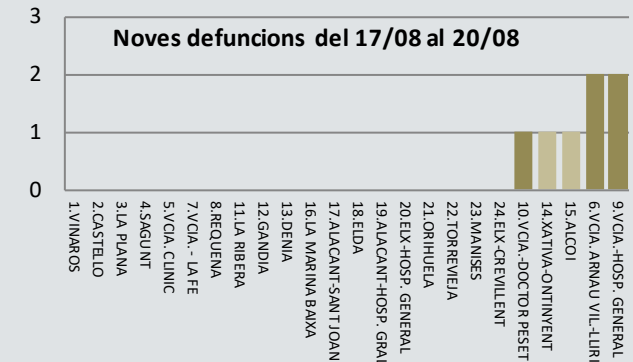 Noves defuncions del 17/08 al 20/08
3
2
1
0
1.VINAROS
2.CASTELLO
3.LA PLANA
4.SAGUNT
5.VCIA. CLINIC
7.VCIA. - LA FE
8.REQUENA
11.LA RIBERA
12.GANDIA
13.DENIA
16.LA MARINA BAIXA
17.ALACANT-SANT JOAN
18.ELDA
19.ALACANT-HOSP. GRAL
20.ELX-HOSP. GENERAL
21.ORIHUELA
22.TORREVIEJA
23.MANISES
24.ELX-CREVILLENT
10.VCIA.-DOCTOR PESET
14.XATIVA-ONTINYENT
15.ALCOI
6.VCIA. ARNAU VIL.-LLIRI
9.VCIA.-HOSP. GENERAL